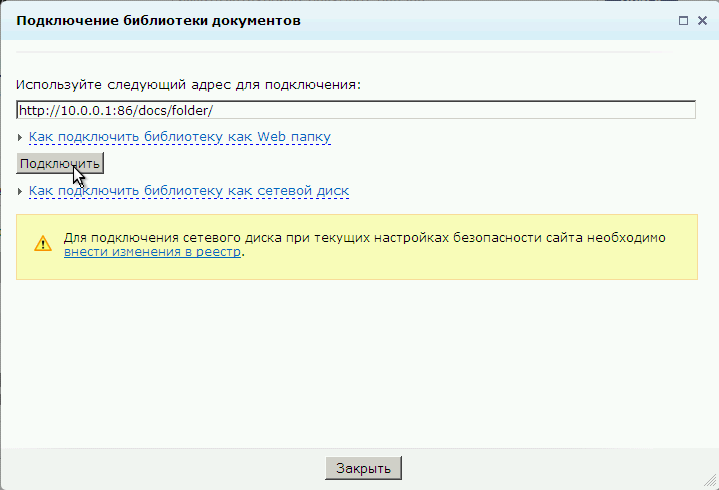 Подключение библиотеки документов
Используйте следующий адрес для подключения:
http://10.0.0.1:86/docs/folder/
Как подключить библиотеку как Web папку
Подключить
Как подключить библиотеку как сетевой диск
Для подключения сетевого диска при текущих настройках безопасности сайта необходимо
внести изменения в реестр.
Закрыть